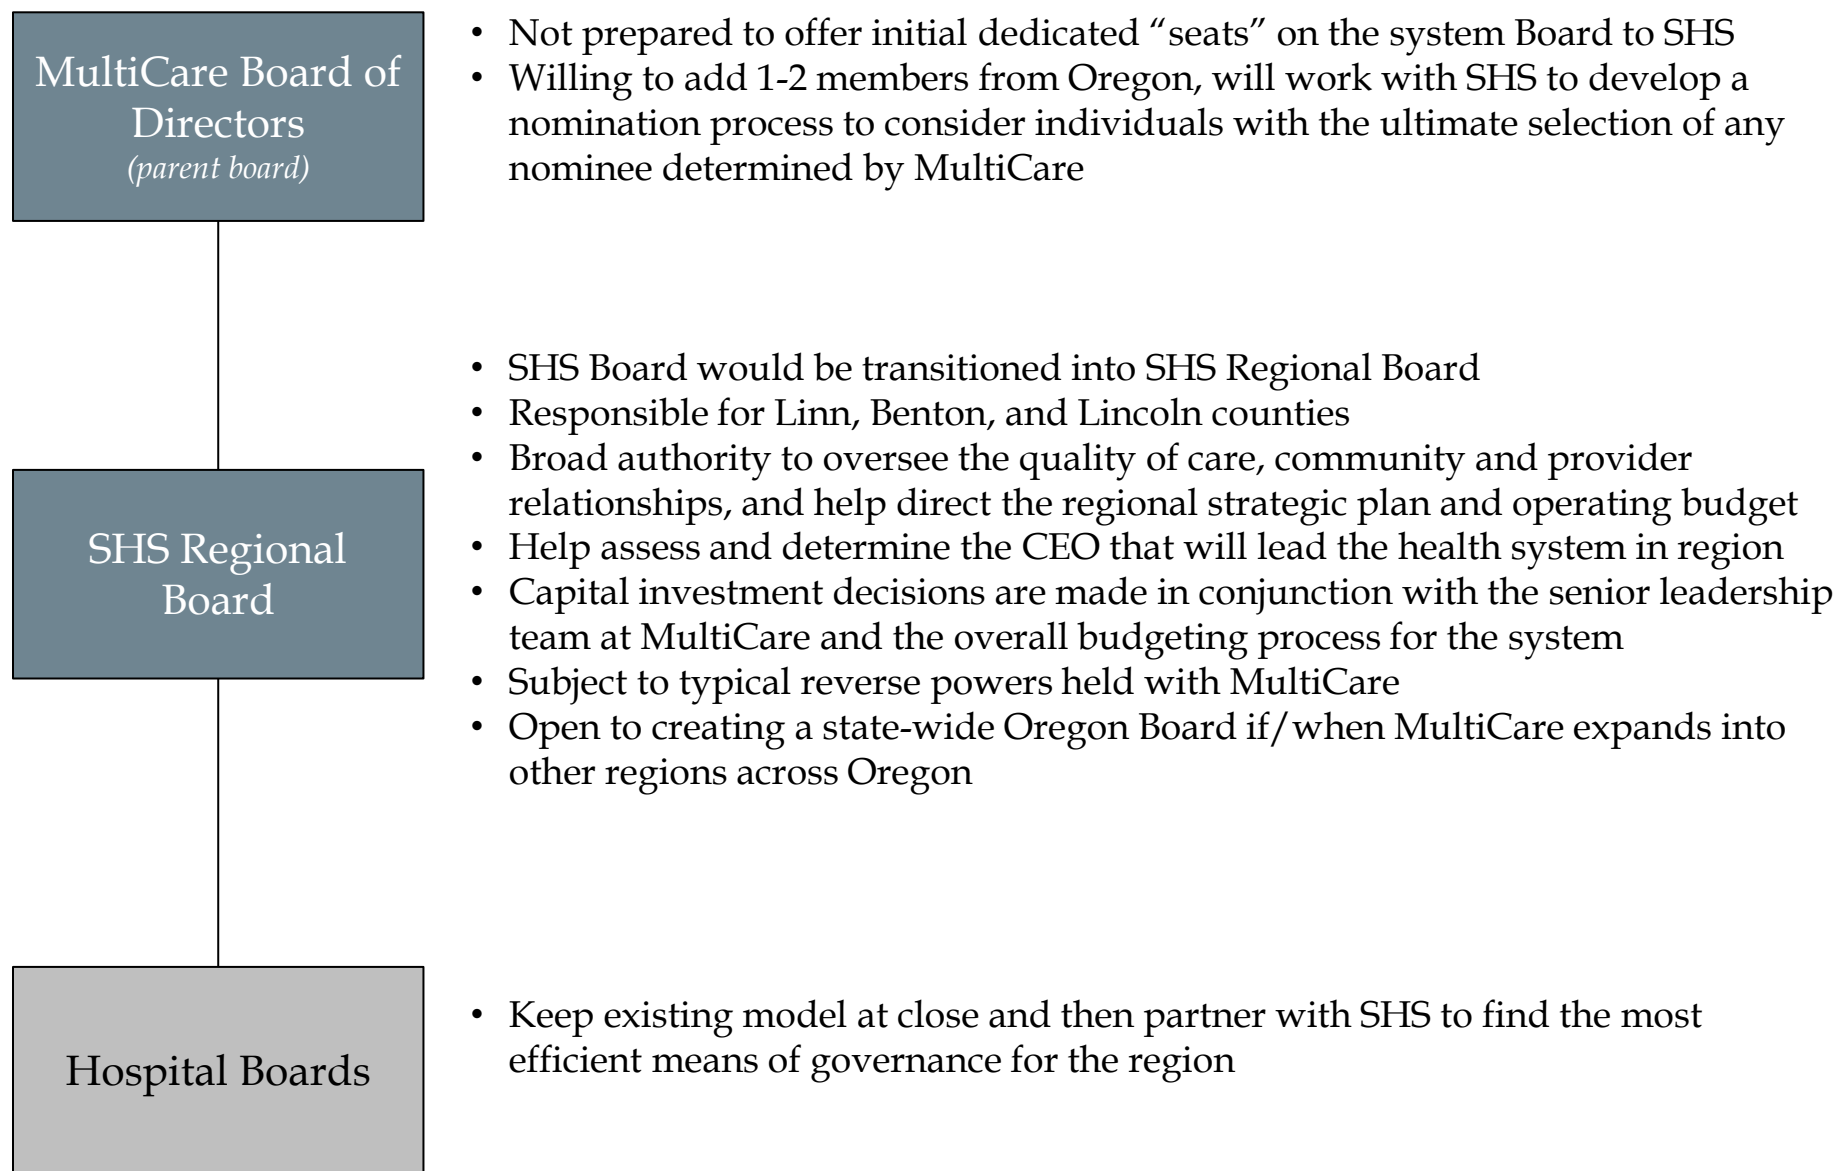 MultiCare Board of
Directors
(parent board)
• Not prepared to offer initial dedicated “seats” on the system Board to SHS
• Willing to add 1-2 members from Oregon, will work with SHS to develop a
nomination process to consider individuals with the ultimate selection of any
nominee determined by MultiCare
SHS Regional
Board
• SHS Board would be transitioned into SHS Regional Board
• Responsible for Linn, Benton, and Lincoln counties
• Broad authority to oversee the quality of care, community and provider
relationships, and help direct the regional strategic plan and operating budget
• Help assess and determine the CEO that will lead the health system in region
• Capital investment decisions are made in conjunction with the senior leadership
team at MultiCare and the overall budgeting process for the system
• Subject to typical reverse powers held with MultiCare
• Open to creating a state-wide Oregon Board if/when MultiCare expands into
other regions across Oregon
Hospital Boards
• Keep existing model at close and then partner with SHS to find the most
efficient means of governance for the region